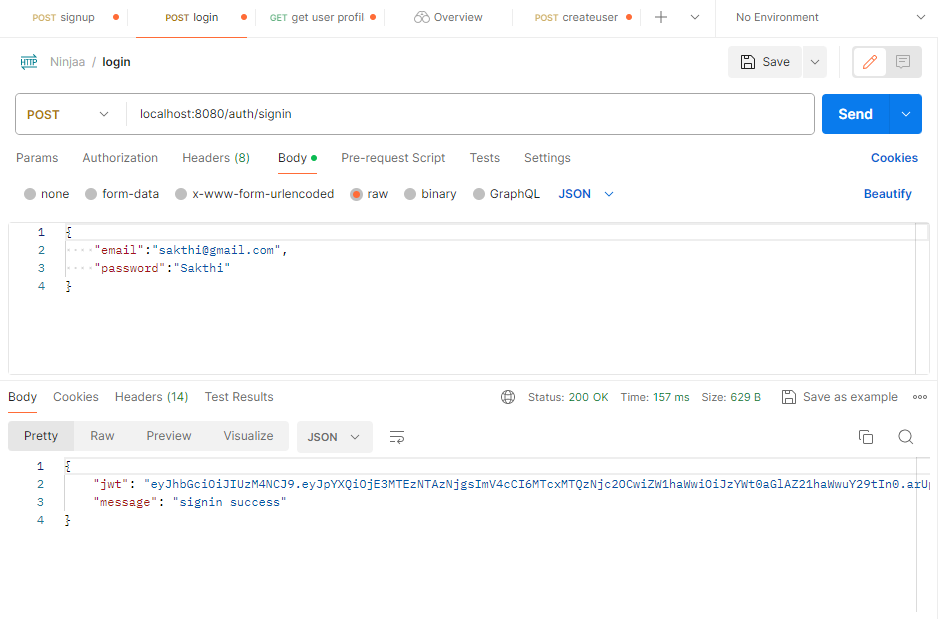 POST signup POST login GET get user profil Overview POST createuser No Environment
HTTP Ninjaa / login Save
POST localhost:8080/auth/signin Send
Params Authorization Headers (8) Body Pre-request Script Tests Settings Cookies
none form-data x-www-form-urlencoded raw binary GraphQL JSON Beautify
1 {
2 "email":"sakthi@gmail.com",
3 "password":"Sakthi"
4 }
Body Cookies Headers (14) Test Results Status: 200 OK Time: 157 ms Size: 629 B Save as example
Pretty Raw Preview Visualize JSON
1 {
2 "jwt": "eyJhbGciOiJIUzM4NCJ9.eyJpYXQiOjE3MTEzNTAzNjgsImV4cCI6MTcxMTQzNjc2OCwiZW1haWwiOiJzYWt0aGlAZ21haWwuY29tIn0.arUp
3 "message": "signin success"
4 }